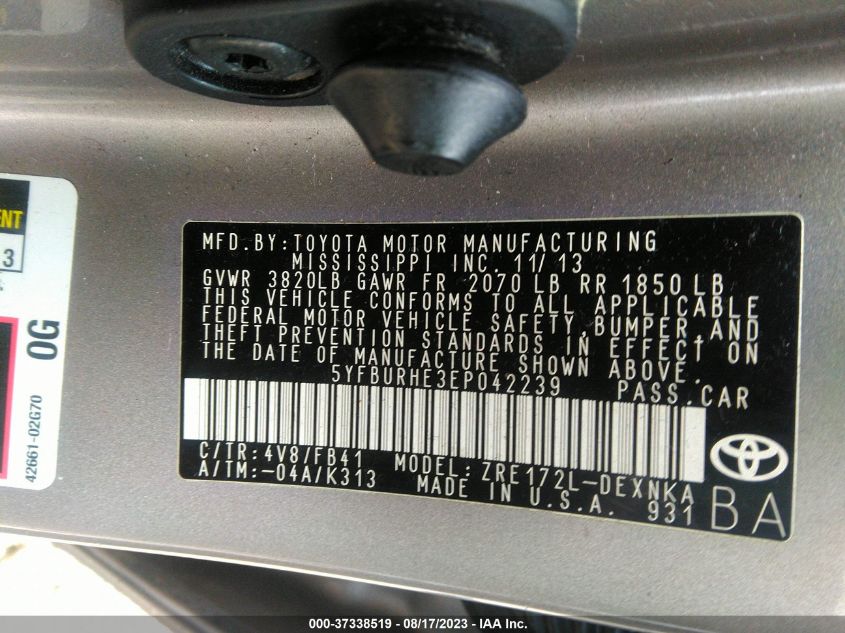 MFD. BY: TOYOTA MOTOR MANUFACTURING
MISSISSIPPI INC. 11/13
GVWR 3820LB GAWR FR 2070 LB RR 1850 LB
THIS VEHICLE CONFORMS TO ALL APPLICABLE
FEDERAL MOTOR VEHICLE SAFETY, BUMPER, AND
THEFT PREVENTION STANDARDS IN EFFECT ON
THE DATE OF MANUFACTURE SHOWN ABOVE.
5YFBURHE3EP042239 PASS. CAR
C/TR: 4V8/FB41 MODEL: ZRE172L-DEXNKA
A/TM: -04A/K313 MADE IN U.S.A. 931
BA
3
0G
42661-02G70
000-37338519 - 08/17/2023 - IAA Inc.